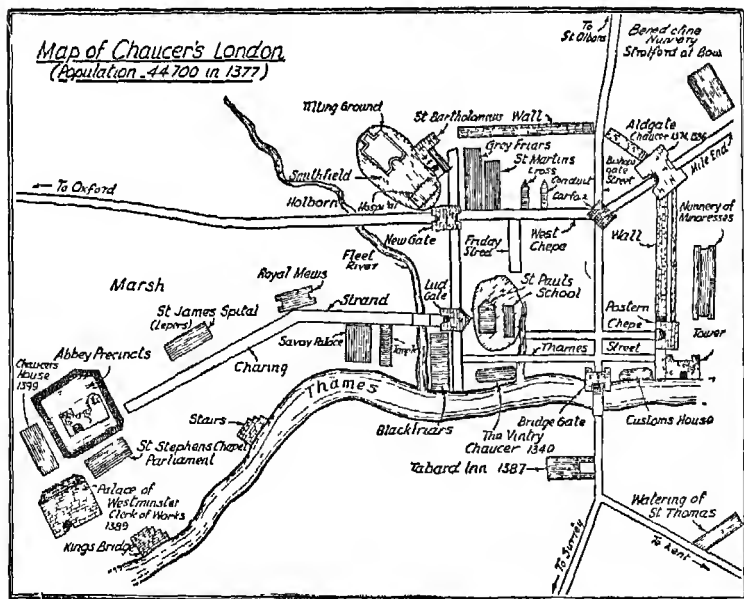 Map of Chaucer's London
(Population 44700 in 1377)
To
St Albans
Benedictine
Nunnery
Stratford at Bow
Tilting Ground
St Bartholomews
Wall
Aldgate
Chaucer 1374,1386
Mile End
Grey Friars
St Martins
Cross
Conduit
Carfax
Bishops
gate
Street
Smithfield
Hospital
To Oxford
Holborn
New Gate
Friday
Street
West
Chepe
Wall
Nunnery of
Minoresses
Fleet
River
Marsh
Royal Mews
Lud
Gate
St Pauls
School
St James Spital
(Lepers)
Strand
Postern
Chepe
Tower
Savoy Palace
Temple
Thames
Street
Chaucers
House
1399
Abbey Precincts
Charing
Thames
Stairs
Blackfriars
The Vintry
Chaucer 1340
Bridge Gate
Customs House
St Stephens Chapel
Parliament
Tabard Inn 1387
Palace of
Westminster
Clerk of Works
1389
Kings Bridge
Watering of
St Thomas
To Surrey
To Kent